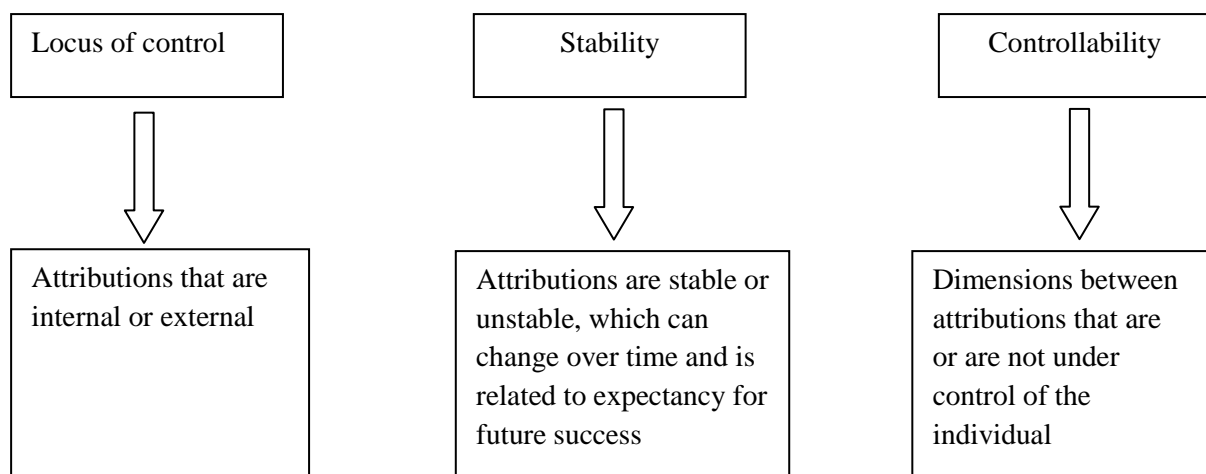 Locus of control
Stability
Controllability
Attributions that are
internal or external
Attributions are stable or
unstable, which can
change over time and is
related to expectancy for
future success
Dimensions between
attributions that are
or are not under
control of the
individual